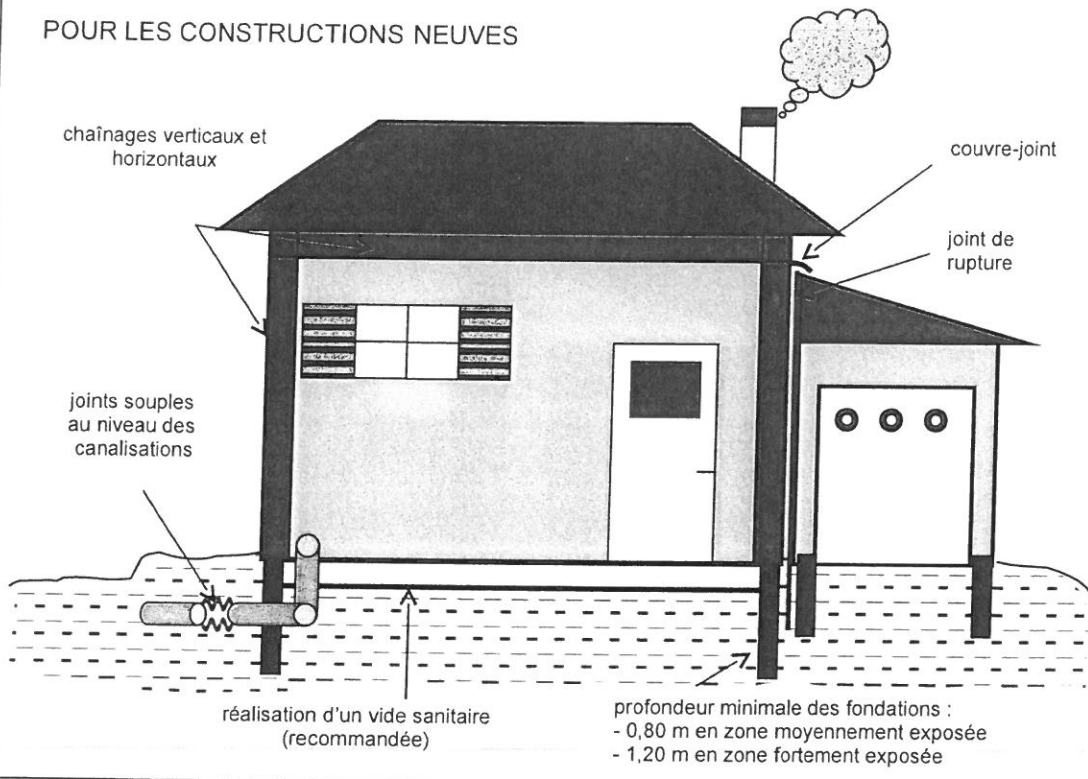 POUR LES CONSTRUCTIONS NEUVES
chaînages verticaux et
horizontaux
couvre-joint
joint de
rupture
joints souples
au niveau des
canalisations
réalisation d'un vide sanitaire
(recommandée)
profondeur minimale des fondations :
- 0,80 m en zone moyennement exposée
- 1,20 m en zone fortement exposée